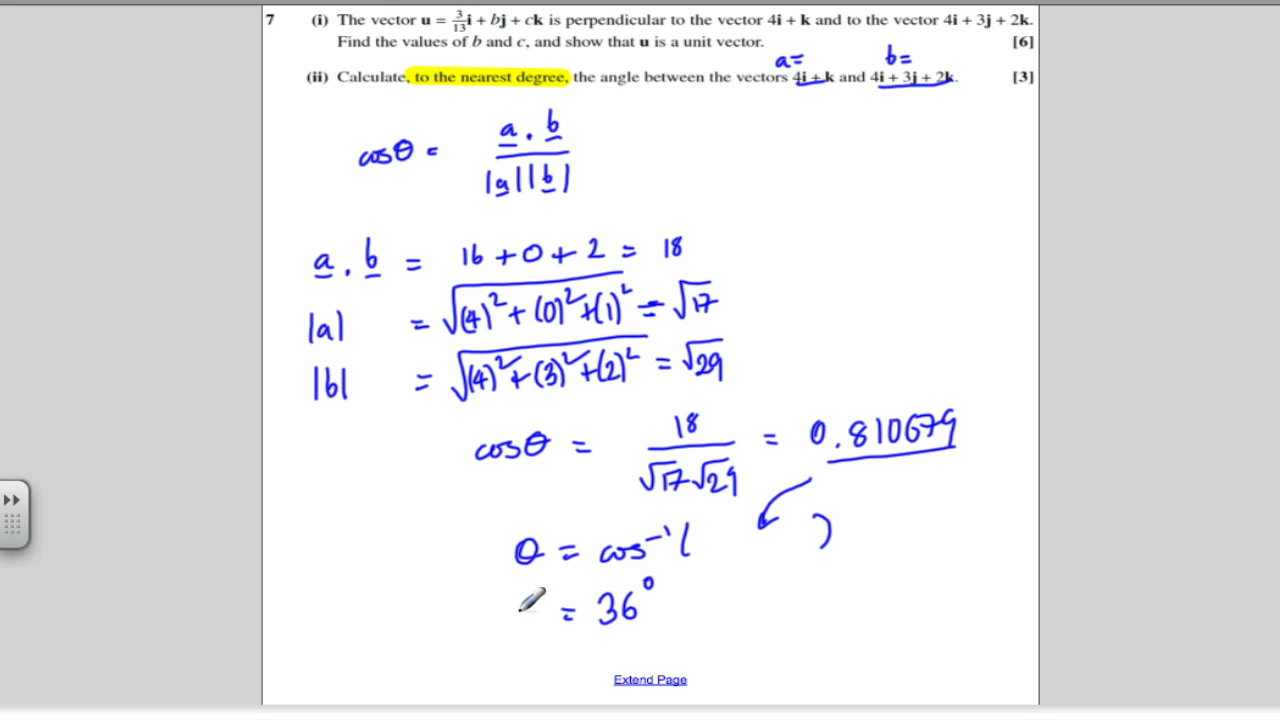 7 (i) The vector u = 3/13 i + bj + ck is perpendicular to the vector 4i + k and to the vector 4i + 3j + 2k.
Find the values of b and c, and show that u is a unit vector. [6]
a= b=
(ii) Calculate, to the nearest degree, the angle between the vectors 4i + k and 4i + 3j + 2k. [3]
cosθ = a . b / |a||b|
a . b = 16 + 0 + 2 = 18
|a| = √(4)² + (0)² + (1)² = √17
|b| = √(4)² + (3)² + (2)² = √29
cosθ = 18 / √17 √29 = 0.810679
θ = cos⁻¹( )
= 36°
Extend Page